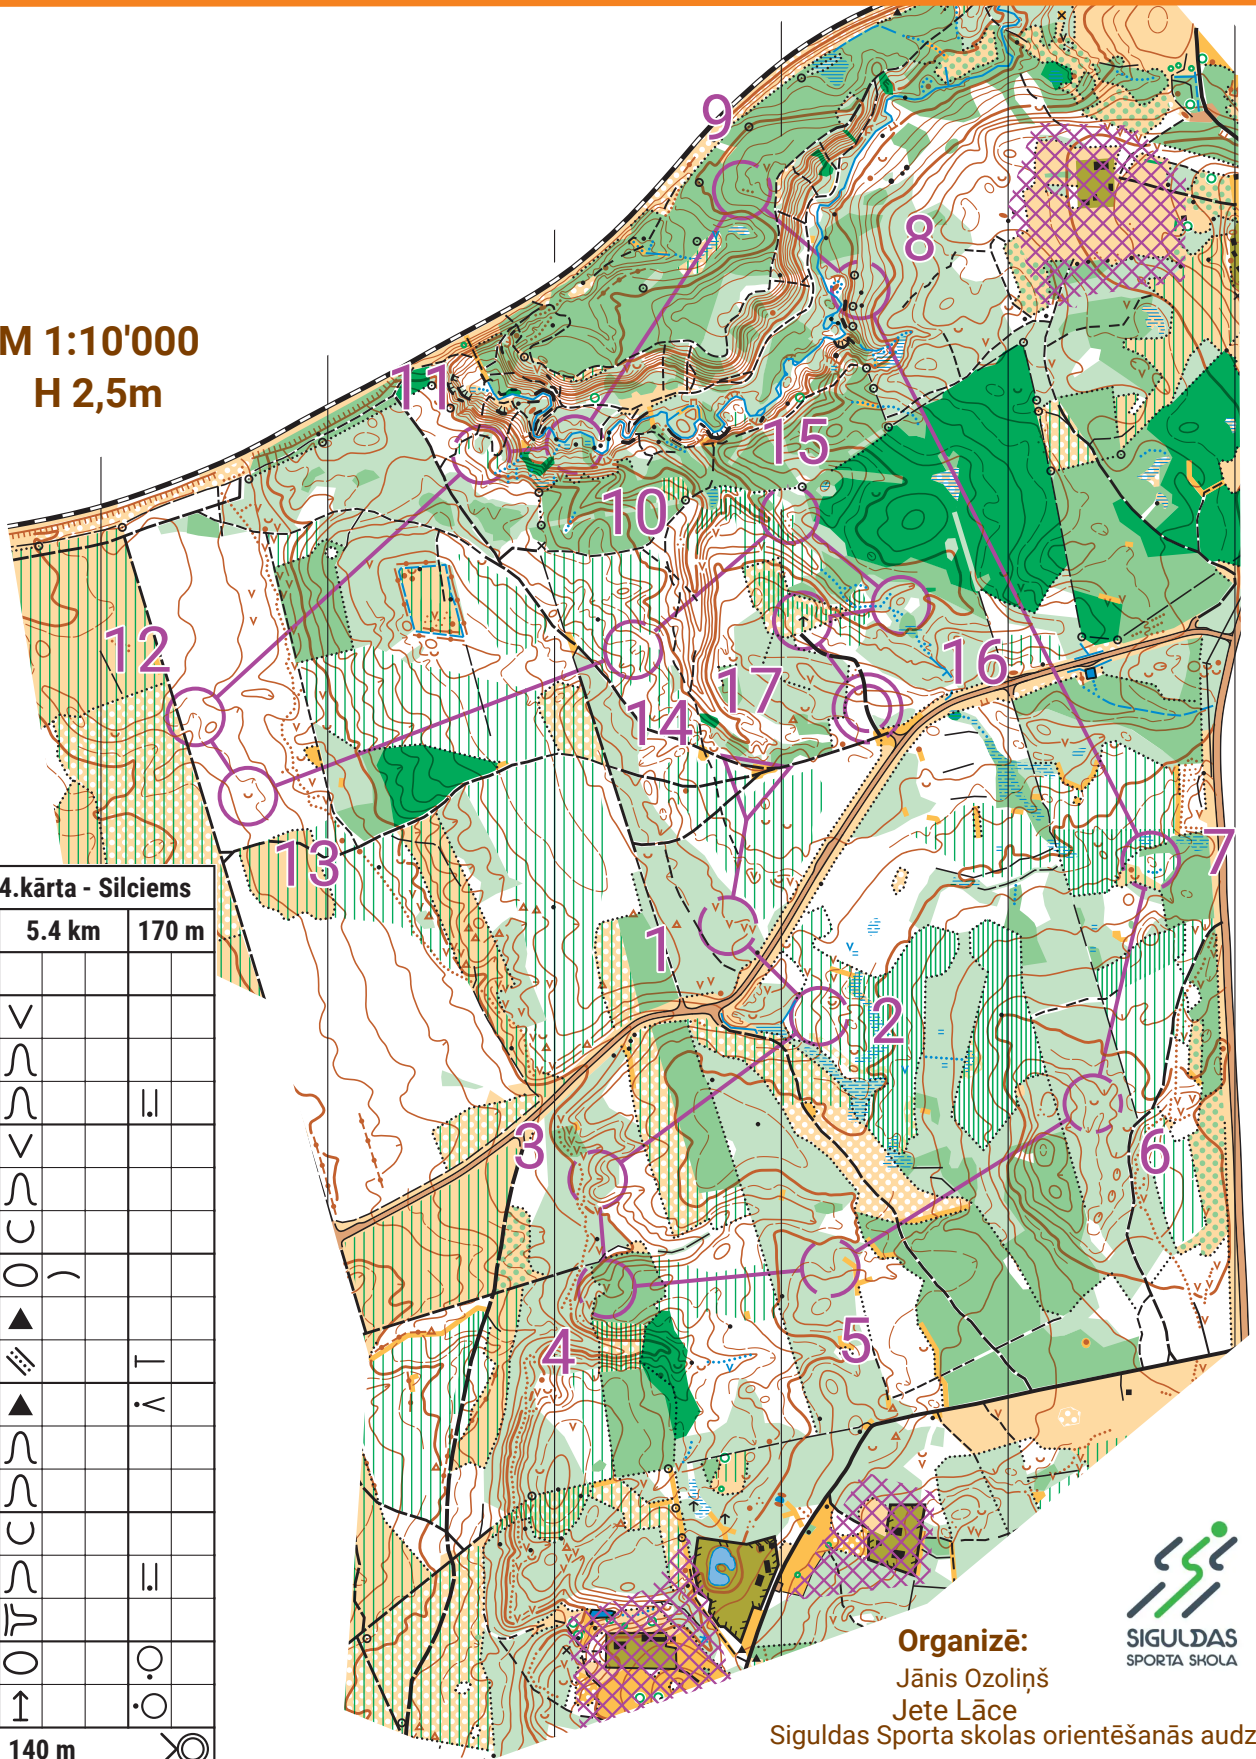 M 1:10'000
H 2,5m
9
8
11
15
10
12
16
17
14
13
7
1
2
3
6
4
5
4.kārta - Silciems
5.4 km 170 m
140 m
SIGULDAS
SPORTA SKOLA
Organizē:
Jānis Ozoliņš
Jete Lāce
Siguldas Sporta skolas orientēšanās audz